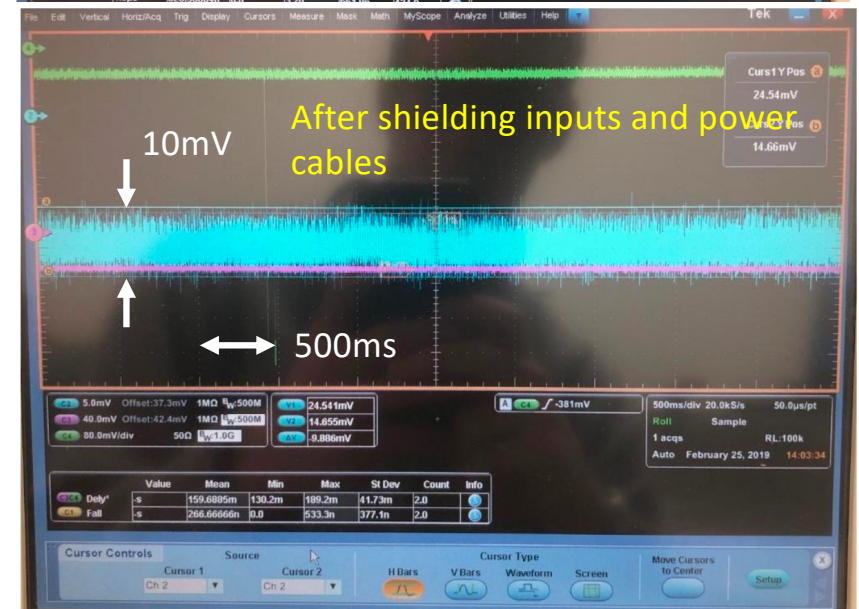 File Edit Vertical Horiz/Acq Trig Display Cursors Measure Mask Math MyScope Analyze Utilities Help
Tek
Curs1 Y Pos
24.54mV
14.66mV
a
b
After shielding inputs and power
cables
10mV
500ms
C2 5.0mV Offset:37.3mV 1MΩ BW:500M
C3 40.0mV Offset:42.4mV 1MΩ BW:500M
C4 80.0mV/div 50Ω BW:1.0G
V1 24.541mV
V2 14.655mV
ΔV -9.886mV
A C4 -381mV
500ms/div 20.0kS/s 50.0µs/pt
Roll Sample
1 acqs RL:100k
Auto February 25, 2019 14:03:34
Value Mean Min Max St Dev Count Info
Dely* -s 159.6885m 130.2m 189.2m 41.73m 2.0
C1 Fall -s 266.66666n 0.0 533.3n 377.1n 2.0
Cursor Controls
Source
Cursor Type
Cursor 1
Cursor 2
Ch 2
Ch 2
H Bars V Bars Waveform Screen
Move Cursors
to Center
Setup
X